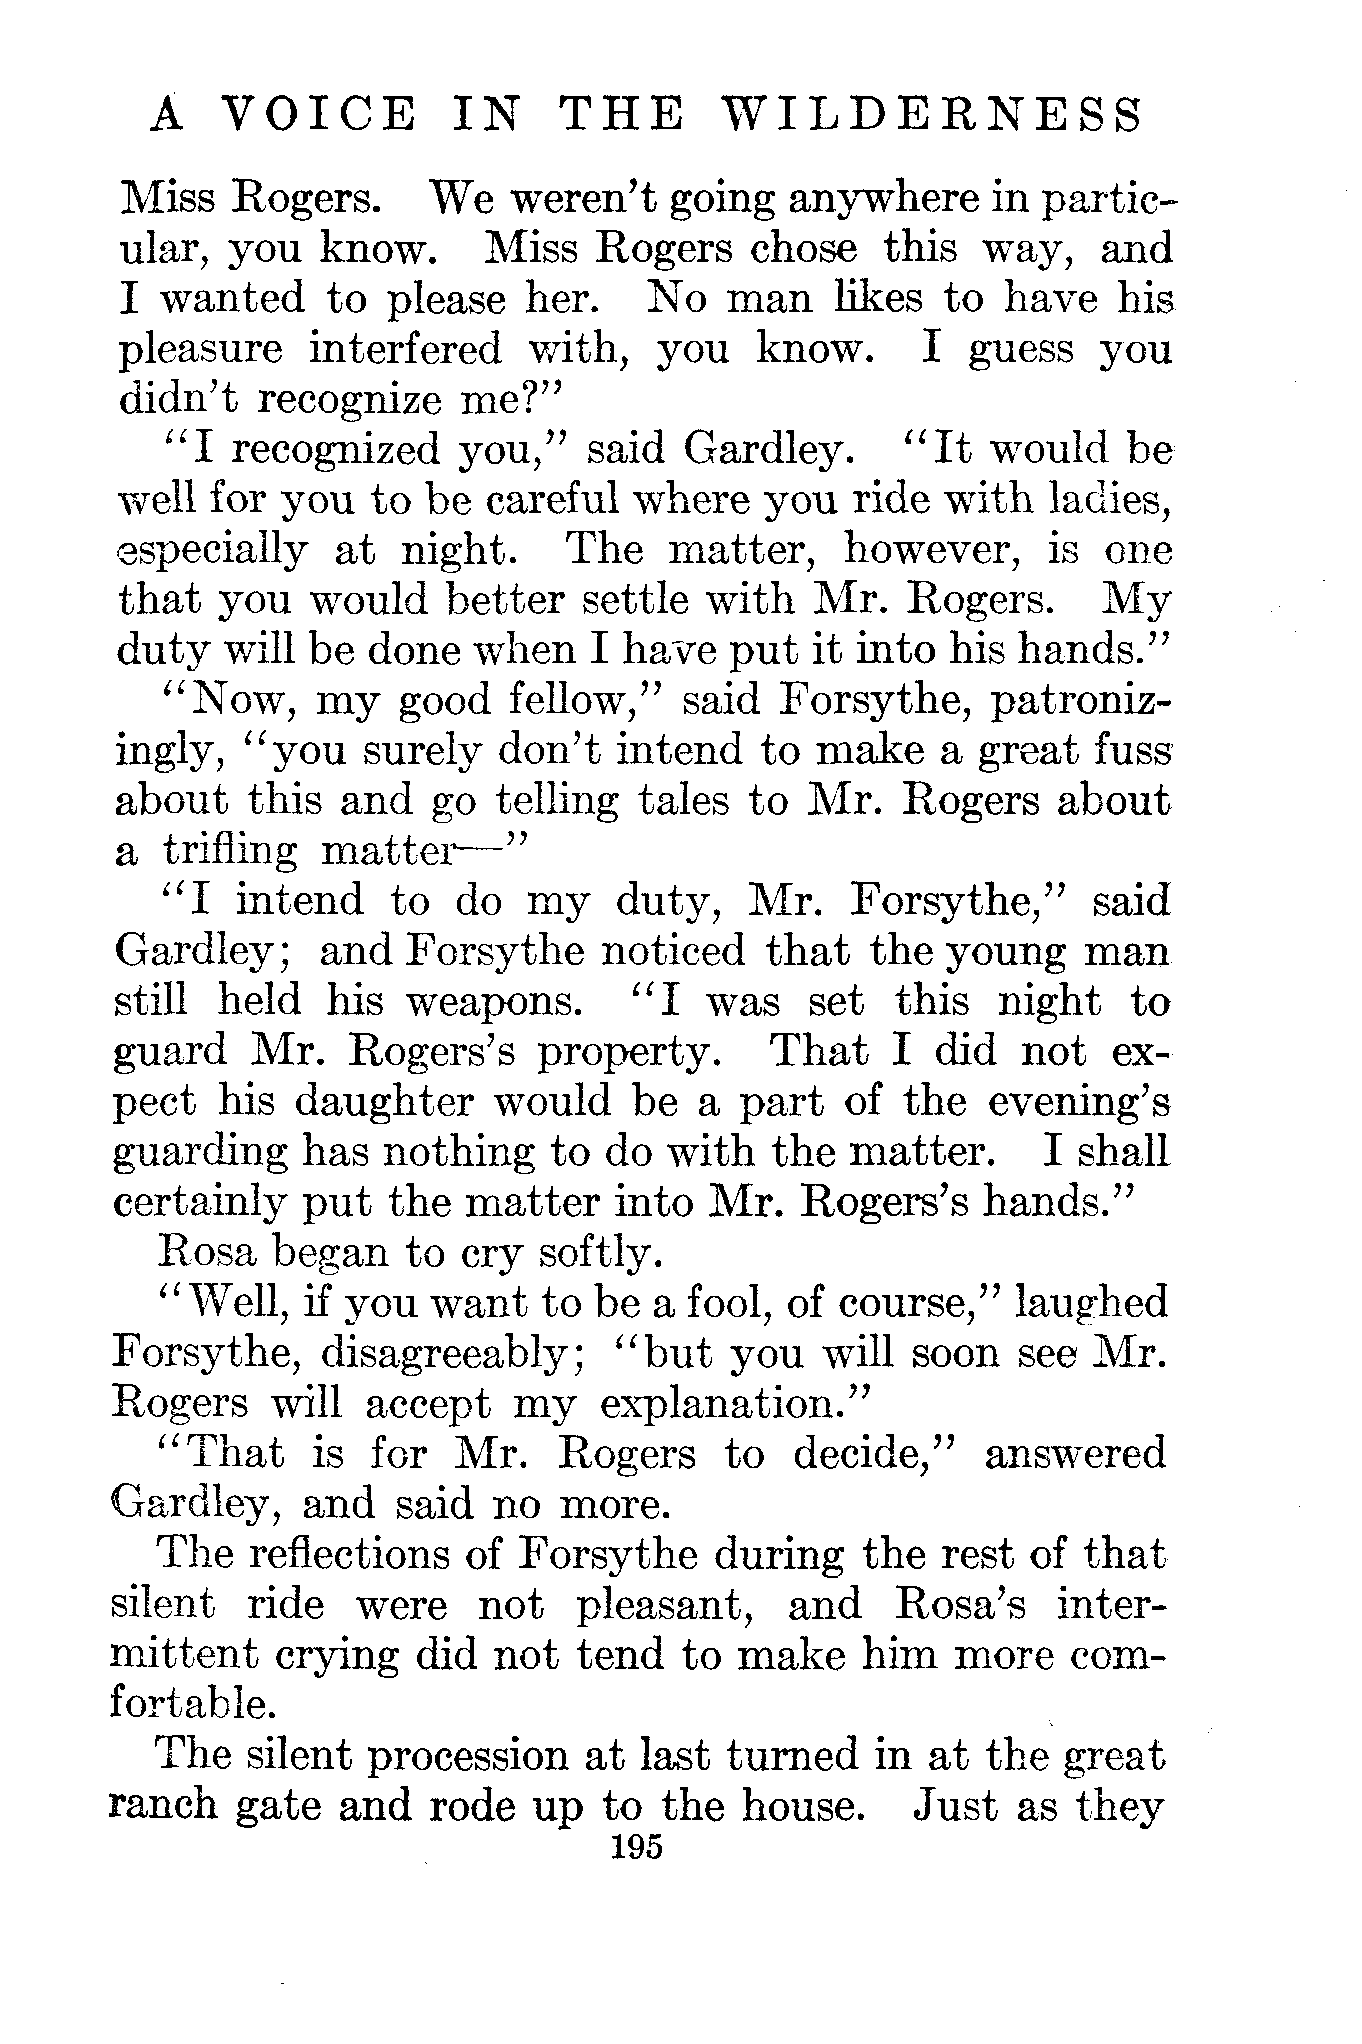 A VOICE IN THE WILDERNESS
Miss Rogers. We weren't going anywhere in partic-
ular, you know. Miss Rogers chose this way, and
I wanted to please her. No man likes to have his
pleasure interfered with, you know. I guess you
didn't recognize me?"
"I recognized you," said Gardley. "It would be
well for you to be careful where you ride with ladies,
especially at night. The matter, however, is one
that you would better settle with Mr. Rogers. My
duty will be done when I have put it into his hands."
"Now, my good fellow," said Forsythe, patroniz-
ingly, "you surely don't intend to make a great fuss
about this and go telling tales to Mr. Rogers about
a trifling matter—"
"I intend to do my duty, Mr. Forsythe," said
Gardley; and Forsythe noticed that the young man
still held his weapons. "I was set this night to
guard Mr. Rogers's property. That I did not ex-
pect his daughter would be a part of the evening's
guarding has nothing to do with the matter. I shall
certainly put the matter into Mr. Rogers's hands."
Rosa began to cry softly.
"Well, if you want to be a fool, of course," laughed
Forsythe, disagreeably; "but you will soon see Mr.
Rogers will accept my explanation."
"That is for Mr. Rogers to decide," answered
Gardley, and said no more.
The reflections of Forsythe during the rest of that
silent ride were not pleasant, and Rosa's inter-
mittent crying did not tend to make him more com-
fortable.
The silent procession at last turned in at the great
ranch gate and rode up to the house. Just as they
195